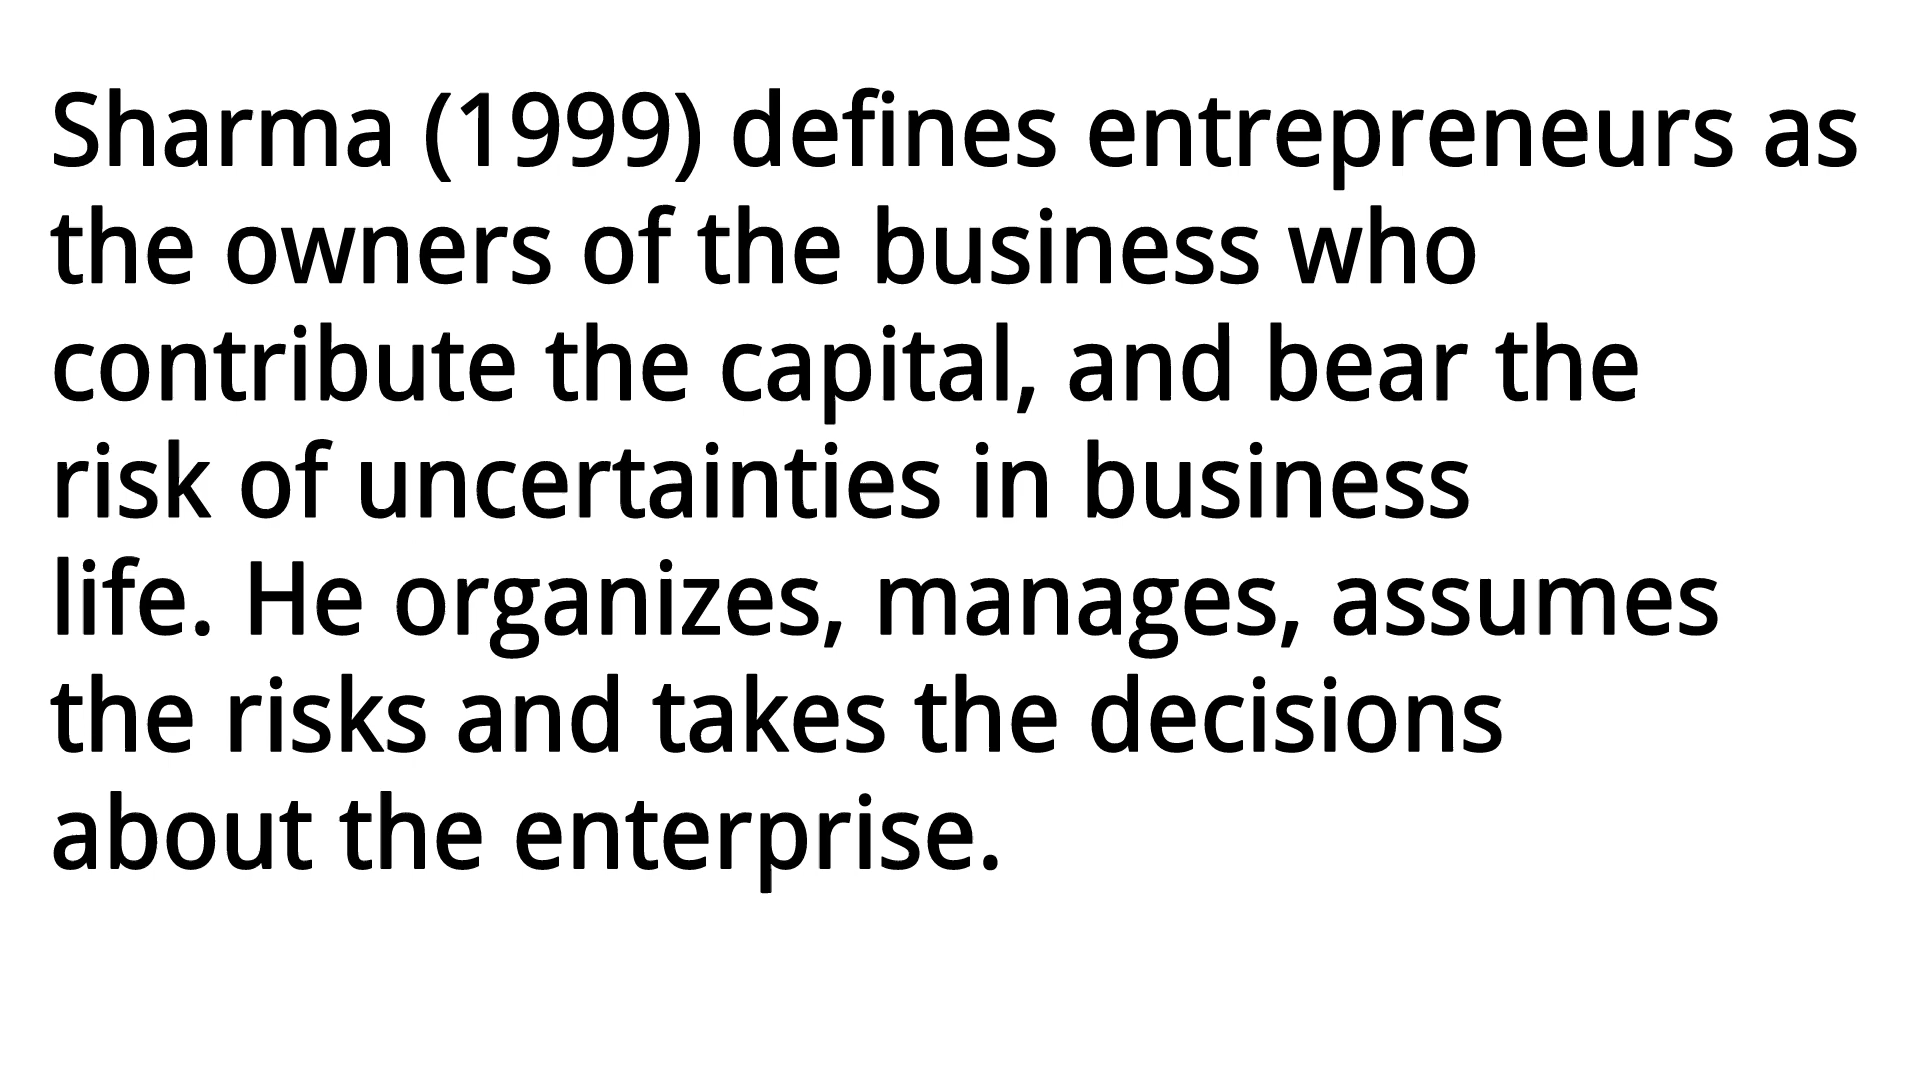 Sharma (1999) defines entrepreneurs as
the owners of the business who
contribute the capital, and bear the
risk of uncertainties in business
life. He organizes, manages, assumes
the risks and takes the decisions
about the enterprise.